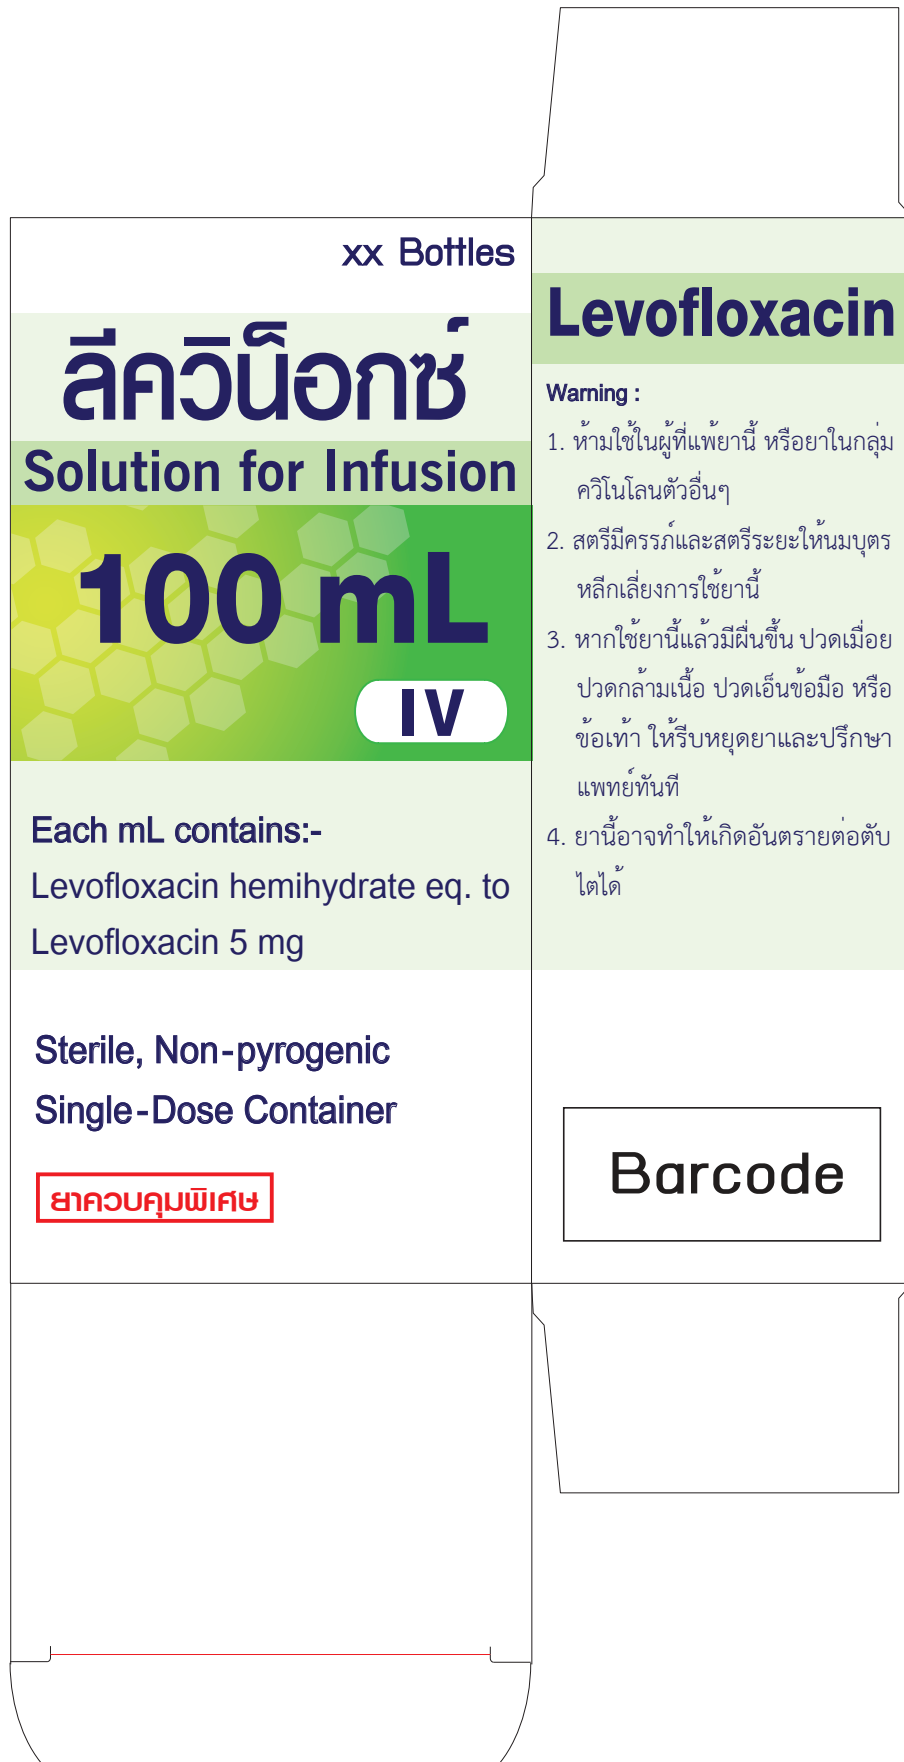 xx Bottles
ลีควิน็อกซ์
Solution for Infusion
100 mL
IV
Each mL contains:-
Levofloxacin hemihydrate eq. to
Levofloxacin 5 mg
Sterile, Non-pyrogenic
Single-Dose Container
ยาควบคุมพิเศษ
Levofloxacin
Warning :
1. ห้ามใช้ในผู้ที่แพ้ยานี้ หรือยาในกลุ่ม
ควิโนโลนตัวอื่นๆ
2. สตรีมีครรภ์และสตรีระยะให้นมบุตร
หลีกเลี่ยงการใช้ยานี้
3. หากใช้ยานี้แล้วมีผื่นขึ้น ปวดเมื่อย
ปวดกล้ามเนื้อ ปวดเอ็นข้อมือ หรือ
ข้อเท้า ให้รีบหยุดยาและปรึกษา
แพทย์ทันที
4. ยานี้อาจทำให้เกิดอันตรายต่อตับ
ไตได้
Barcode